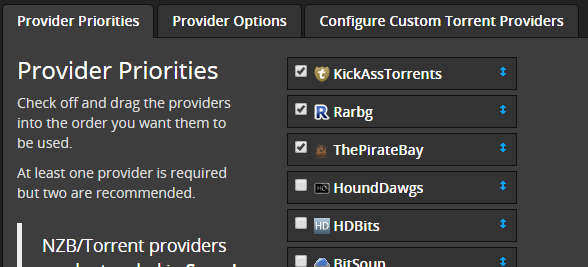 Provider Priorities
Provider Options
Configure Custom Torrent Providers
Provider Priorities
Check off and drag the providers
into the order you want them to
be used.
At least one provider is required
but two are recommended.
NZB/Torrent providers
KickAssTorrents
Rarbg
ThePirateBay
HoundDawgs
HDBits
BitSoup